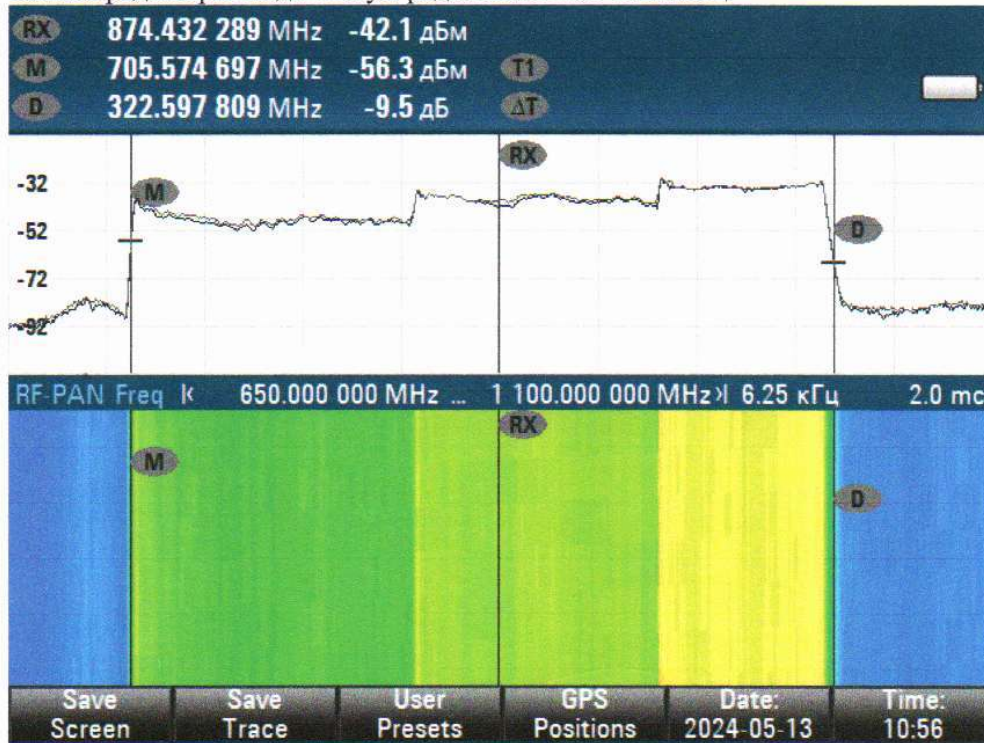 RX 874.432 289 MHz -42.1 дБм
M 705.574 697 MHz -56.3 дБм T1
D 322.597 809 MHz -9.5 дБ ΔT
RX
-32
M
-52
D
-72
-92
RF-PAN Freq |< 650.000 000 MHz ... 1 100.000 000 MHz >| 6.25 кГц 2.0 mc
RX
M
D
Save Screen
Save Trace
User Presets
GPS Positions
Date: 2024-05-13
Time: 10:56